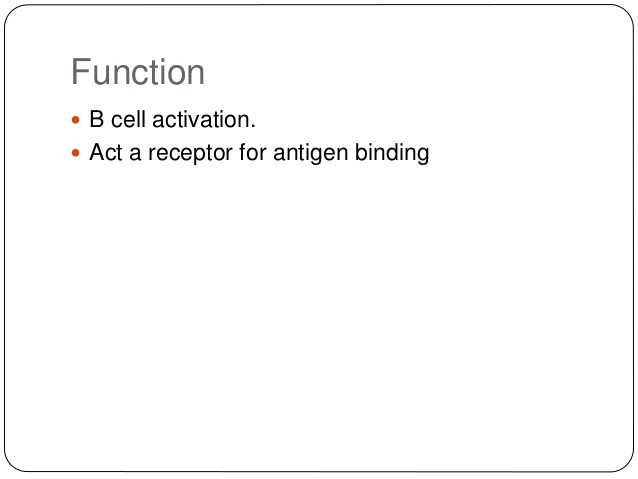 Function
• B cell activation.
• Act a receptor for antigen binding